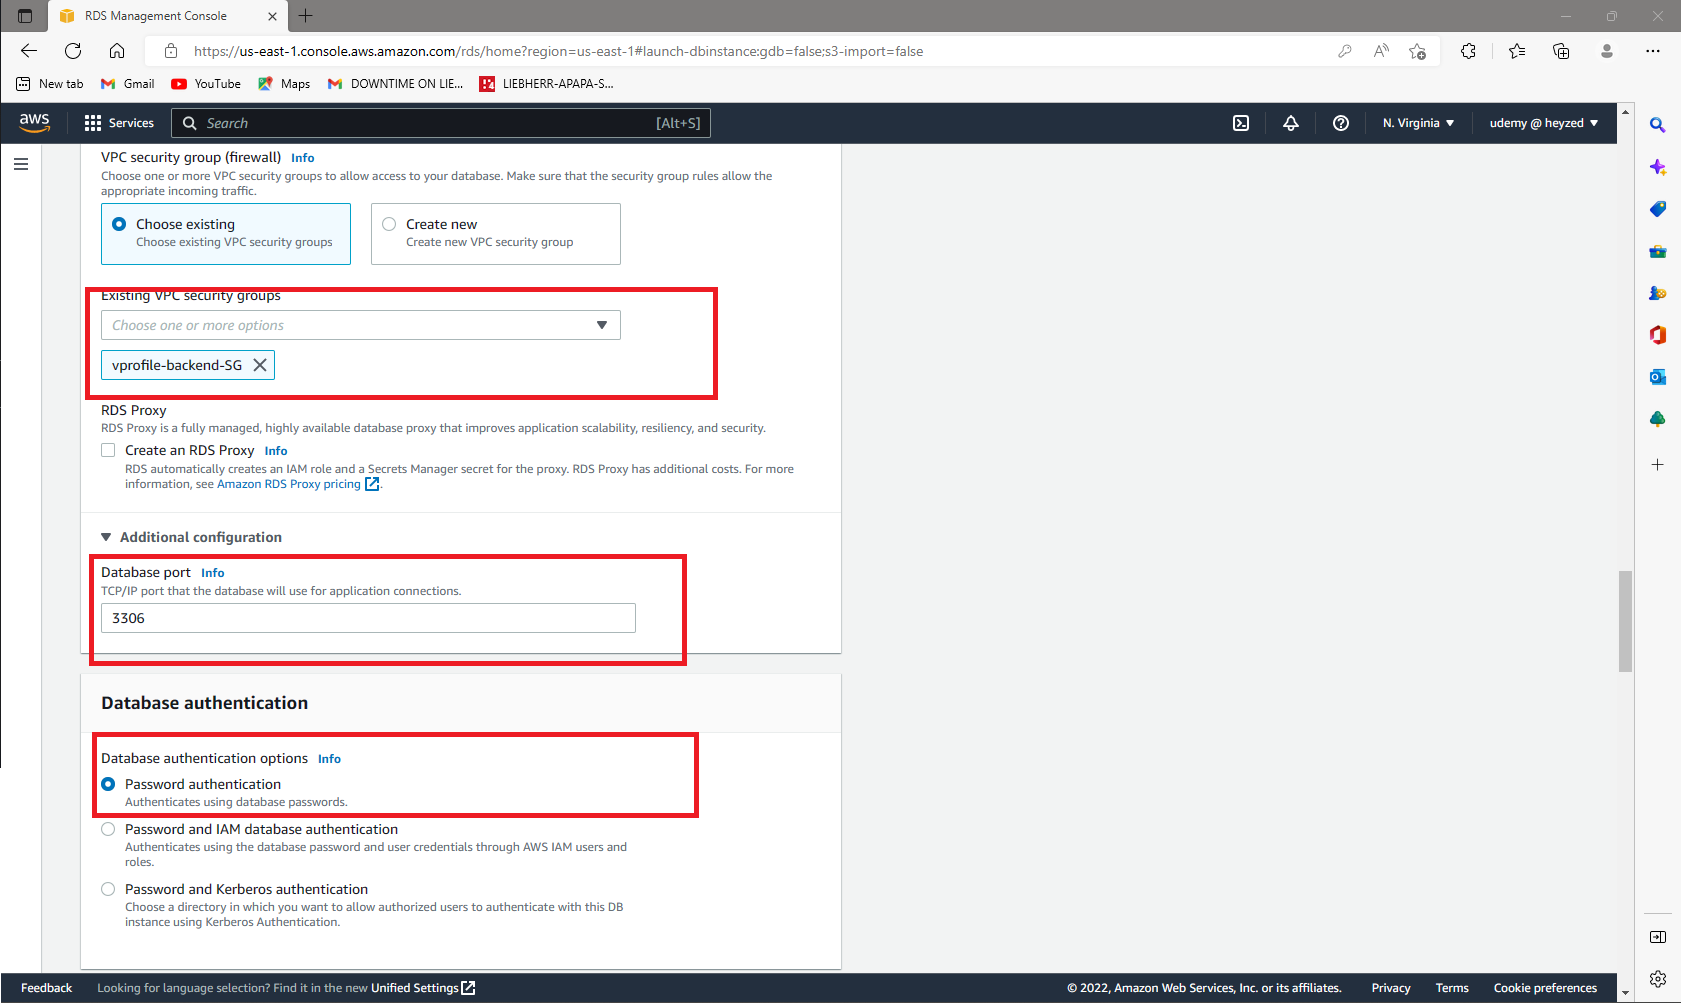 RDS Management Console
https://us-east-1.console.aws.amazon.com/rds/home?region=us-east-1#launch-dbinstance:gdb=false;s3-import=false
New tab
Gmail
YouTube
Maps
DOWNTIME ON LIE...
LIEBHERR-APAPA-S...
aws
Services
Search
[Alt+S]
N. Virginia
udemy @ heyzed
VPC security group (firewall) Info
Choose one or more VPC security groups to allow access to your database. Make sure that the security group rules allow the
appropriate incoming traffic.
Choose existing
Choose existing VPC security groups
Create new
Create new VPC security group
Existing VPC security groups
Choose one or more options
vprofile-backend-SG
RDS Proxy
RDS Proxy is a fully managed, highly available database proxy that improves application scalability, resiliency, and security.
Create an RDS Proxy Info
RDS automatically creates an IAM role and a Secrets Manager secret for the proxy. RDS Proxy has additional costs. For more
information, see Amazon RDS Proxy pricing.
Additional configuration
Database port Info
TCP/IP port that the database will use for application connections.
3306
Database authentication
Database authentication options Info
Password authentication
Authenticates using database passwords.
Password and IAM database authentication
Authenticates using the database password and user credentials through AWS IAM users and
roles.
Password and Kerberos authentication
Choose a directory in which you want to allow authorized users to authenticate with this DB
instance using Kerberos Authentication.
Feedback
Looking for language selection? Find it in the new Unified Settings
© 2022, Amazon Web Services, Inc. or its affiliates.
Privacy
Terms
Cookie preferences